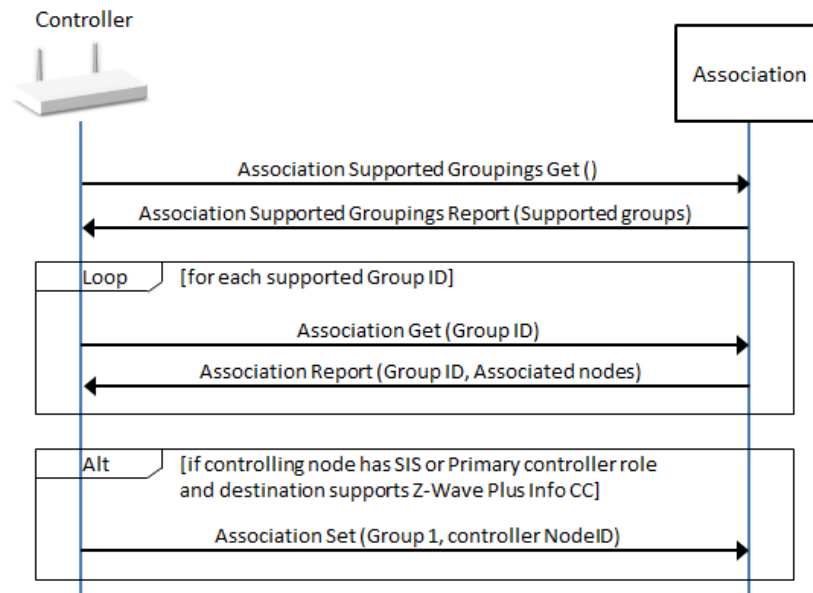 Controller
Association
Association Supported Groupings Get ()
Association Supported Groupings Report (Supported groups)
Loop
[for each supported Group ID]
Association Get (Group ID)
Association Report (Group ID, Associated nodes)
Alt
[if controlling node has SIS or Primary controller role
and destination supports Z-Wave Plus Info CC]
Association Set (Group 1, controller NodeID)